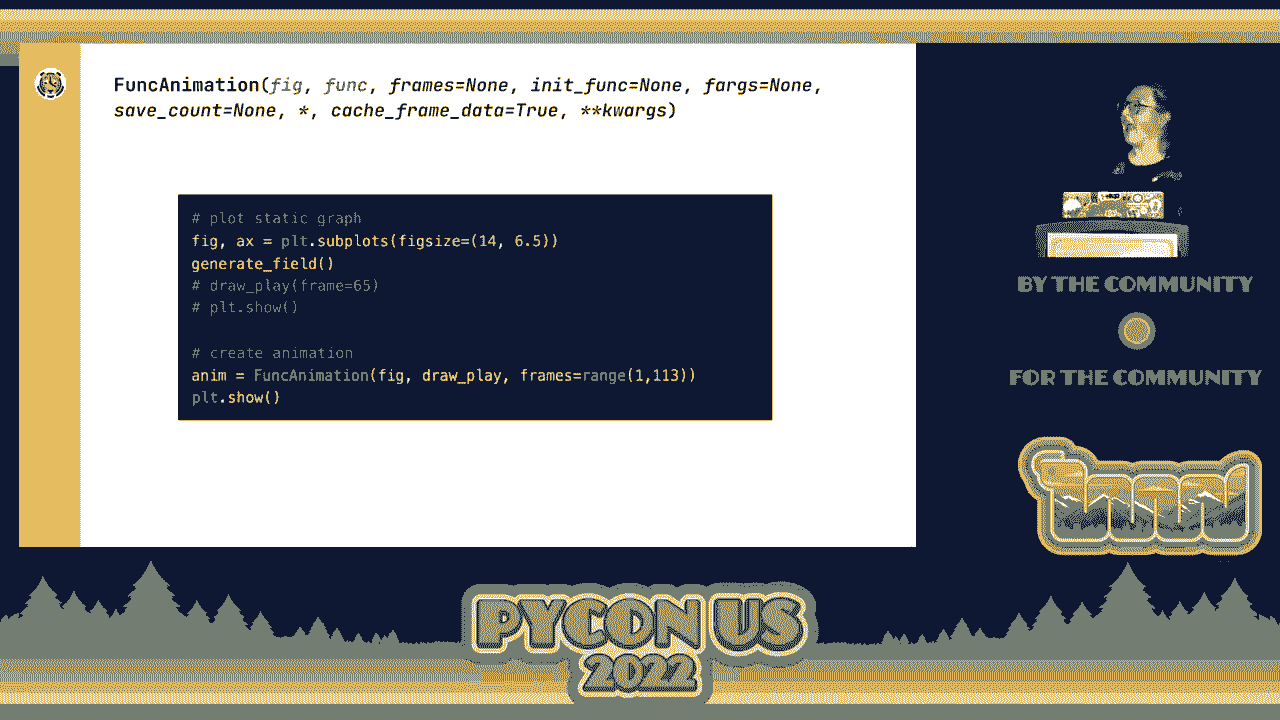 FuncAnimation(fig, func, frames=None, init_func=None, fargs=None,
save_count=None, *, cache_frame_data=True, **kwargs)
# plot static graph
fig, ax = plt.subplots(figsize=(14, 6.5))
generate_field()
# draw_play(frame=65)
# plt.show()
# create animation
anim = FuncAnimation(fig, draw_play, frames=range(1,113))
plt.show()
BY THE COMMUNITY
FOR THE COMMUNITY
PYCON US
2022